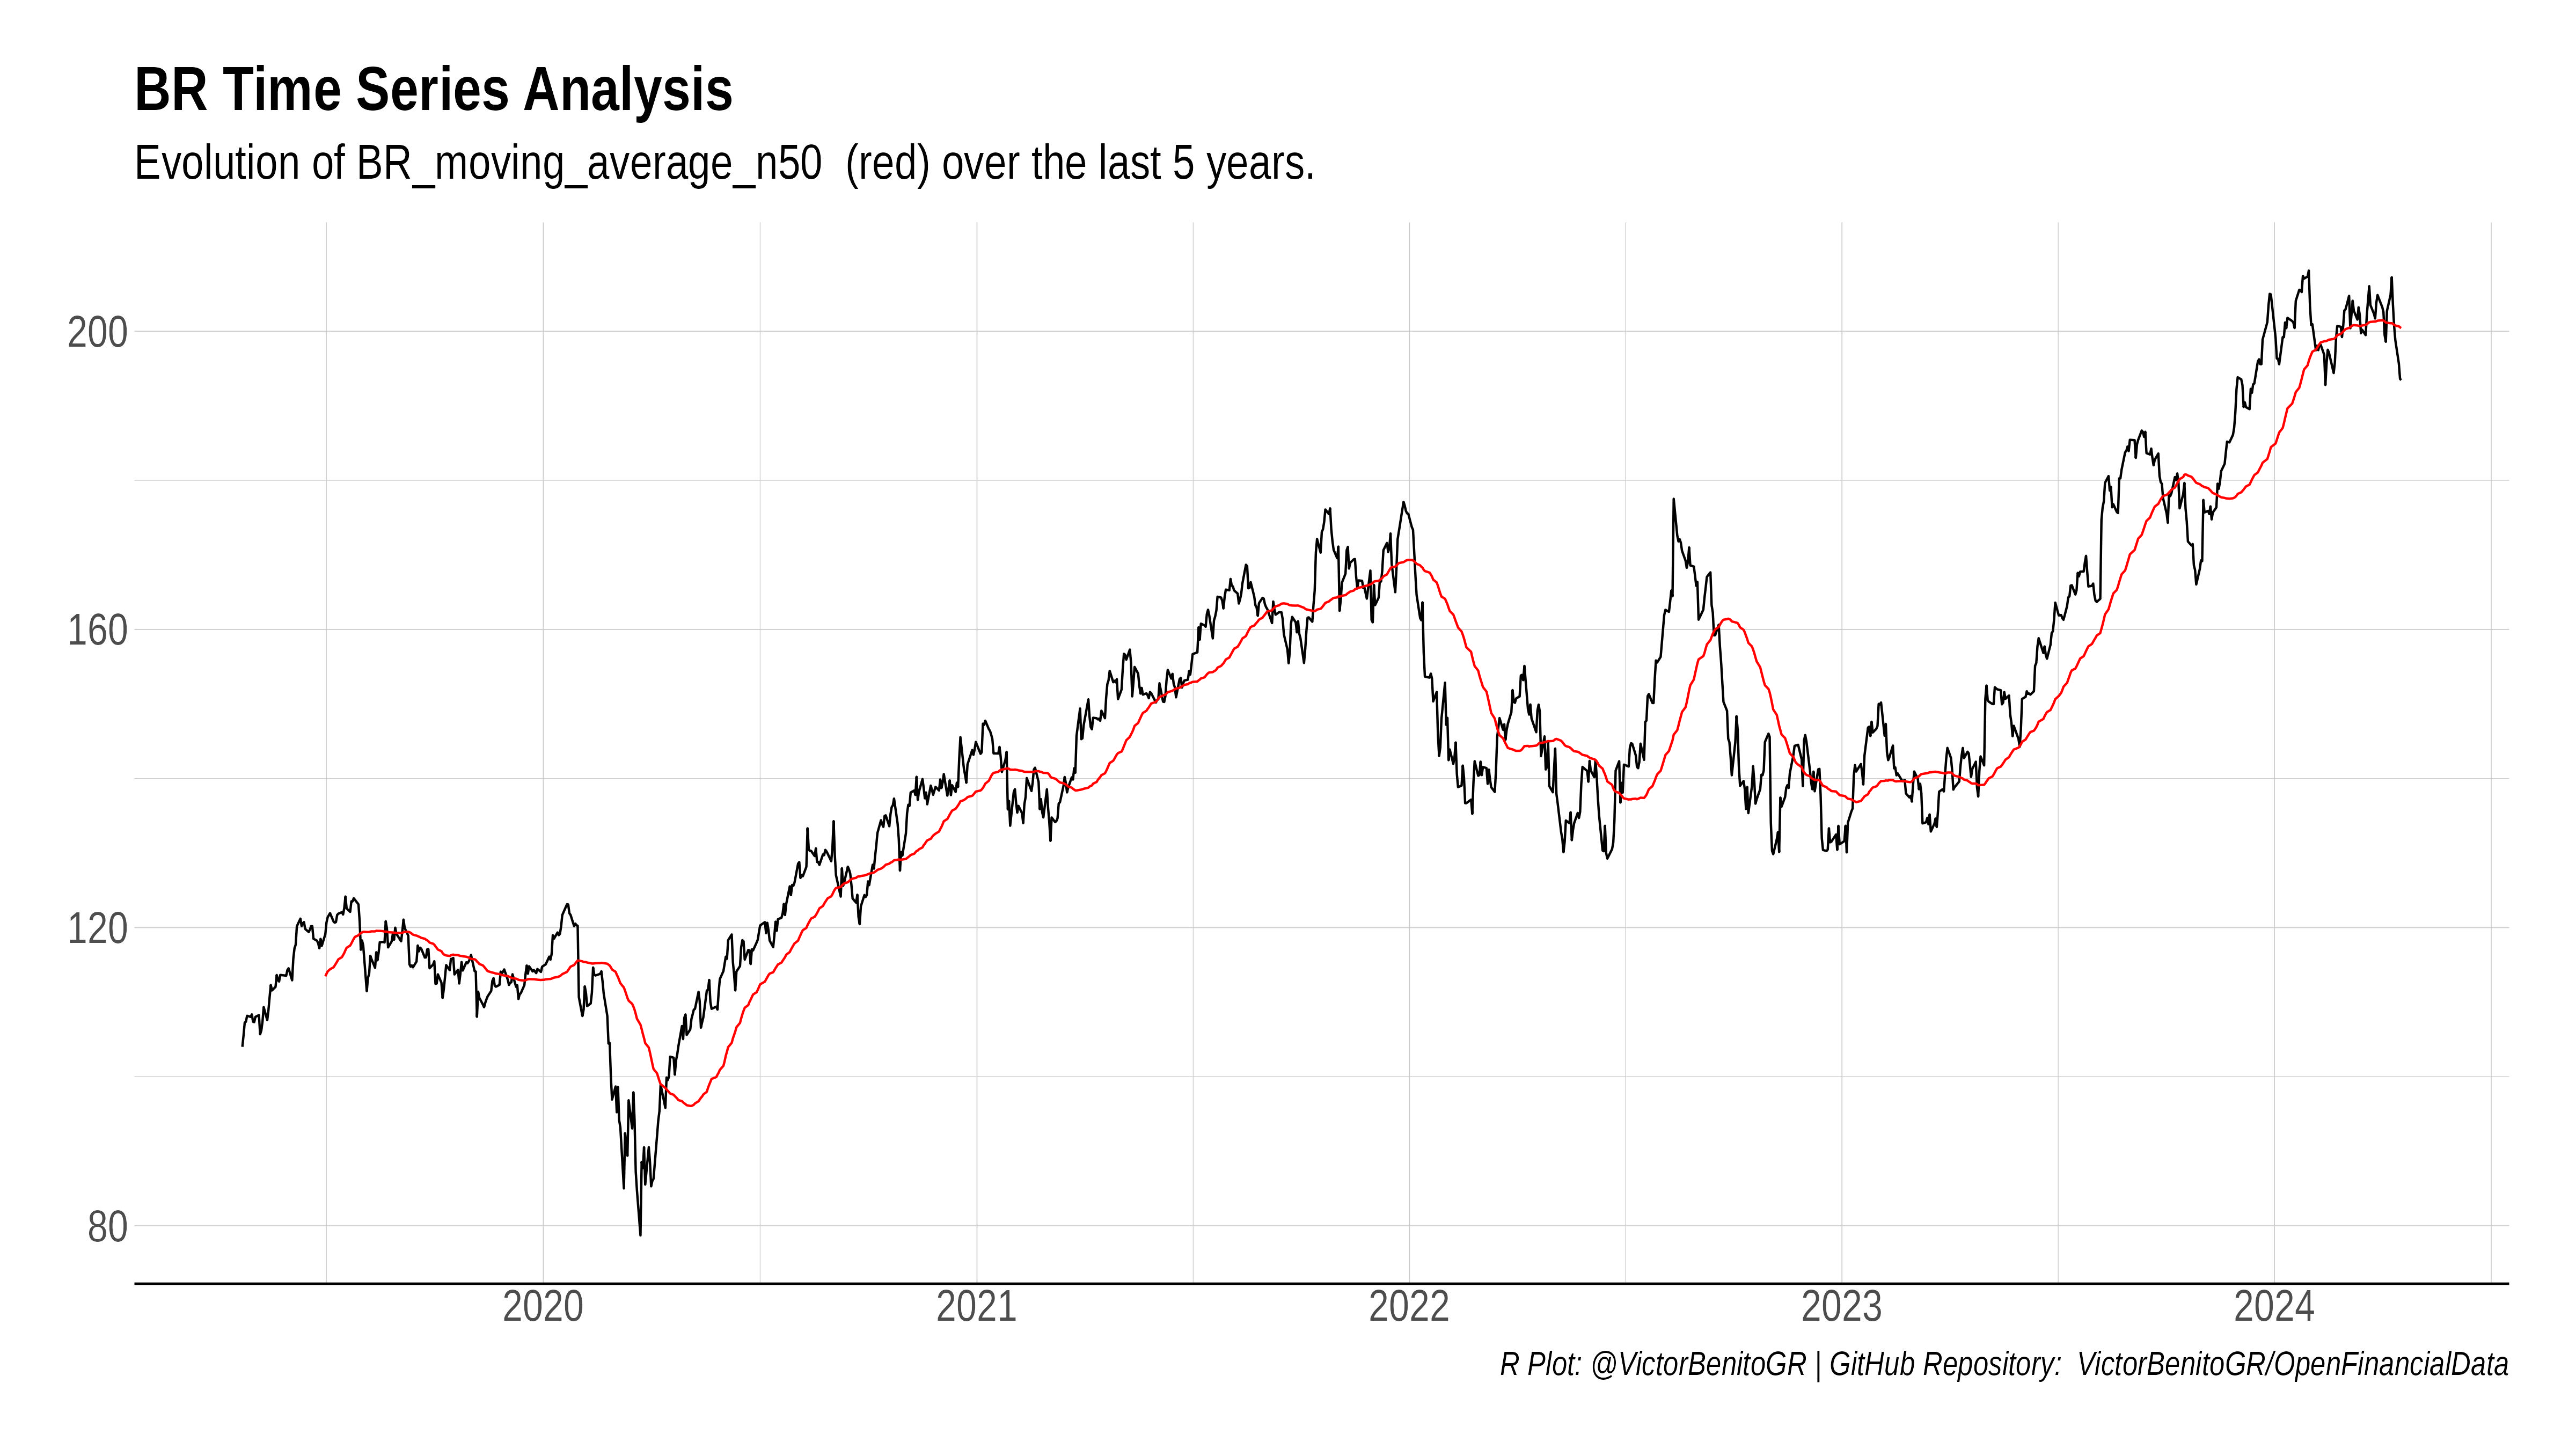 BR Time Series Analysis
Evolution of BR_moving_average_n50  (red) over the last 5 years.
200
160
120
80
2020 2021 2022 2023 2024
R Plot: @VictorBenitoGR | GitHub Repository:  VictorBenitoGR/OpenFinancialData